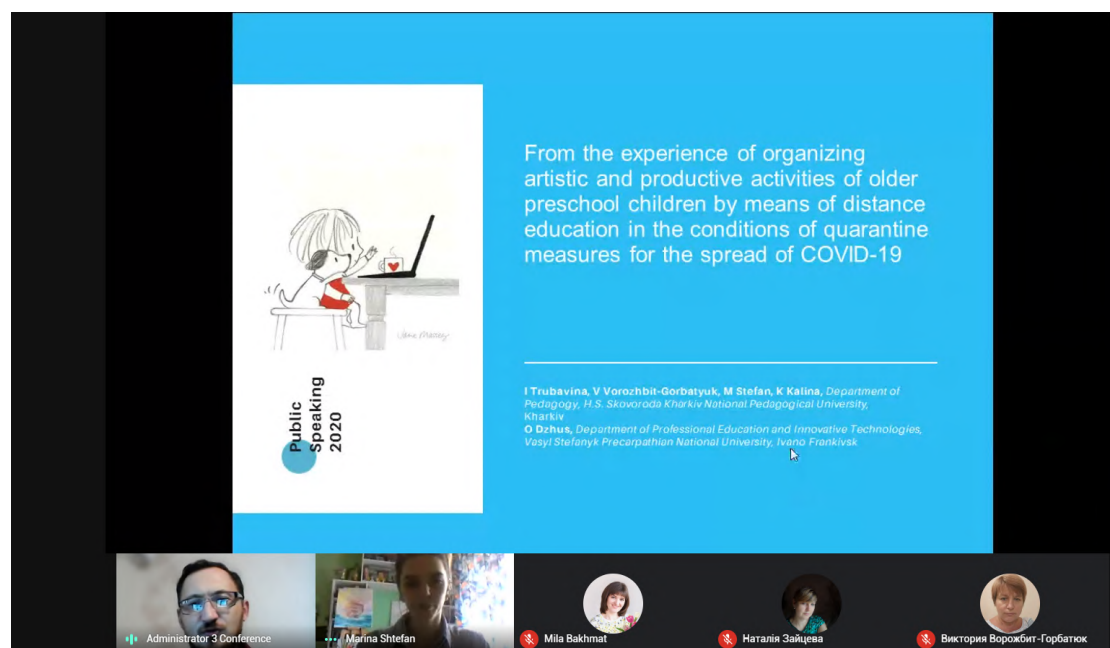 From the experience of organizing
artistic and productive activities of older
preschool children by means of distance
education in the conditions of quarantine
measures for the spread of COVID-19
Jane Massey
Public
Speaking
2020
I Trubavina, V Vorozhbit-Gorbatyuk, M Stefan, K Kalina, Department of
Pedagogy, H.S. Skovoroda Kharkiv National Pedagogical University,
Kharkiv
O Dzhus, Department of Professional Education and Innovative Technologies,
Vasyl Stefanyk Precarpathian National University, Ivano Frankivsk
Administrator 3 Conference
Marina Shtefan
Mila Bakhmat
Наталія Зайцева
Виктория Ворожбит-Горбатюк